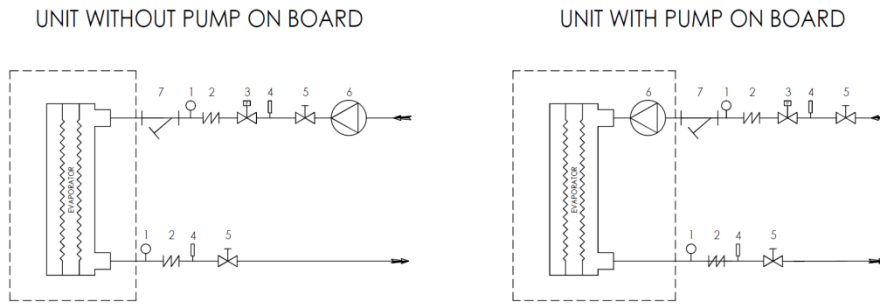 UNIT WITHOUT PUMP ON BOARD
UNIT WITH PUMP ON BOARD
7 1 2 3 4 5 6
EVAPORATOR
1 2 4 5
6 7 1 2 3 4 5
EVAPORATOR
1 2 4 5